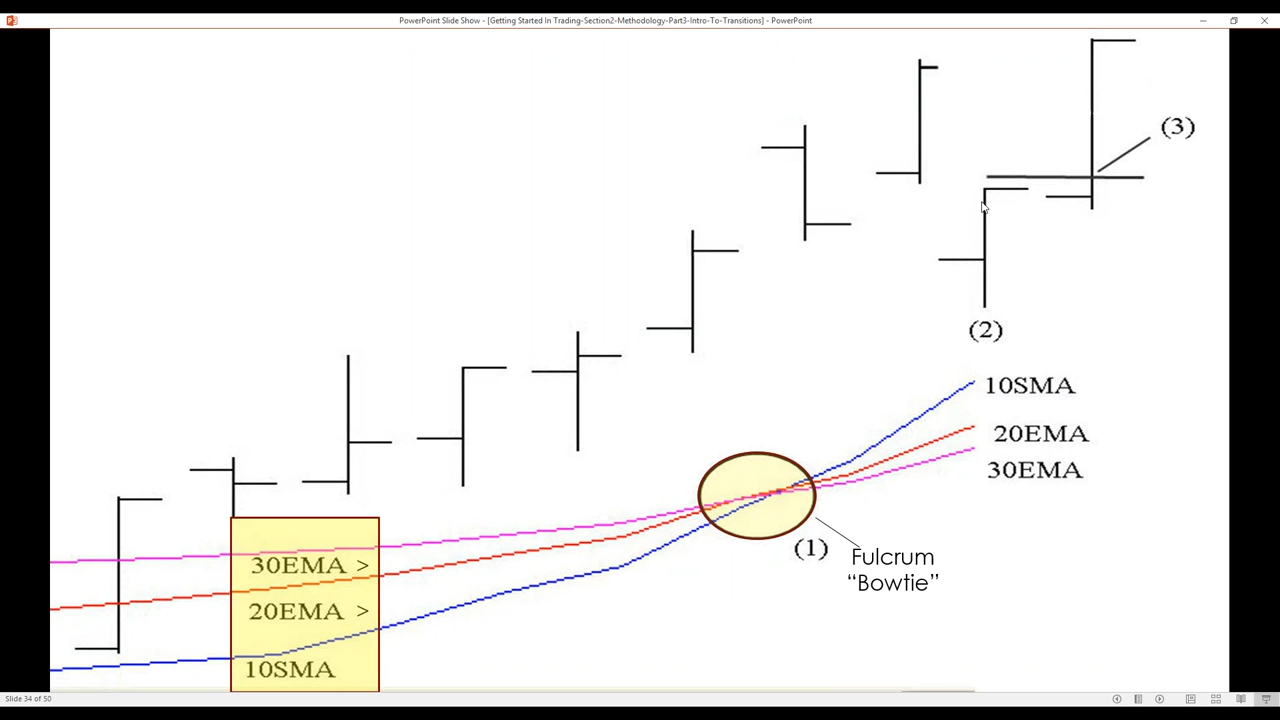 PowerPoint Slide Show - [Getting Started In Trading-Section2-Methodology-Part3-Intro-To-Transitions] - PowerPoint
(3)
(2)
10SMA
20EMA
30EMA
(1)
Fulcrum
“Bowtie”
30EMA >
20EMA >
10SMA
Slide 34 of 50